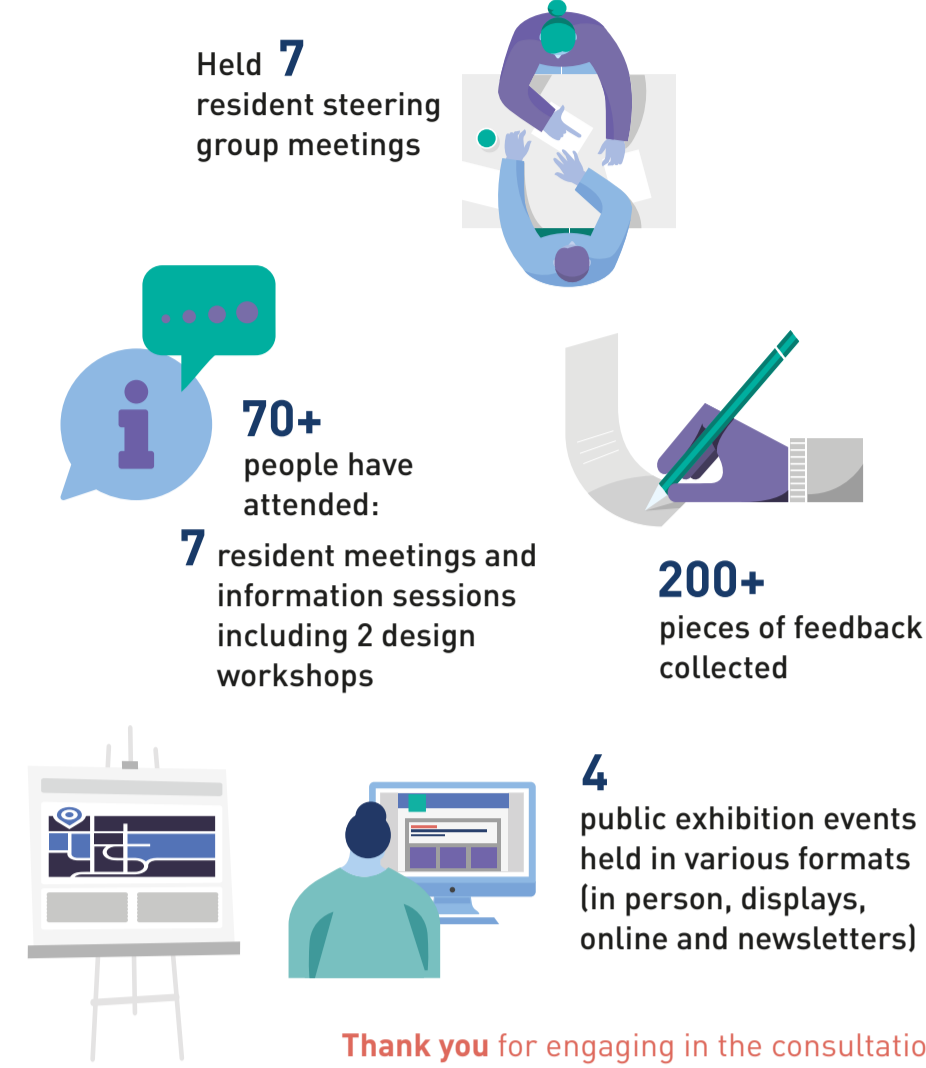 Held 7
resident steering
group meetings
70+
people have
attended:
7 resident meetings and
information sessions
including 2 design
workshops
200+
pieces of feedback
collected
4
public exhibition events
held in various formats
(in person, displays,
online and newsletters)
Thank you for engaging in the consultatio